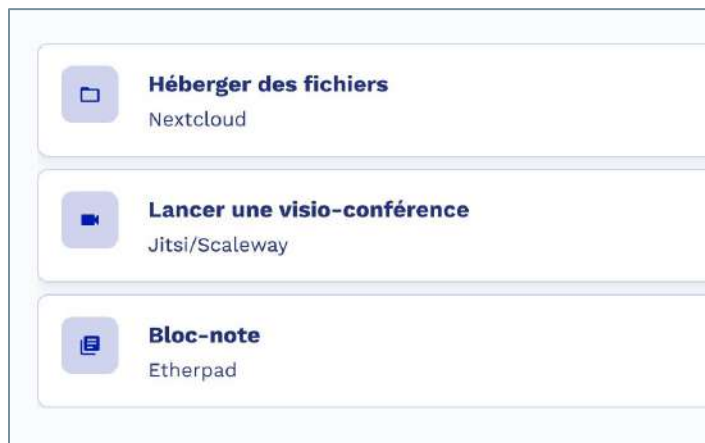 Héberger des fichiers
Nextcloud
Lancer une visio-conférence
Jitsi/Scaleway
Bloc-note
Etherpad